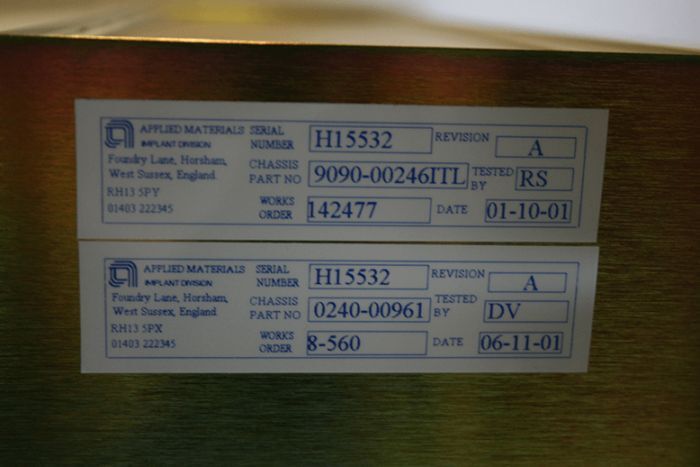 APPLIED MATERIALS SERIAL NUMBER H15532 REVISION A
IMPLANT DIVISION
Foundry Lane, Horsham, CHASSIS PART NO 9090-00246ITL TESTED BY RS
West Sussex, England.
RH13 5PY
01403 222345 WORKS ORDER 142477 DATE 01-10-01
APPLIED MATERIALS SERIAL NUMBER H15532 REVISION A
IMPLANT DIVISION
Foundry Lane, Horsham, CHASSIS PART NO 0240-00961 TESTED BY DV
West Sussex, England.
RH13 5PX
01403 222345 WORKS ORDER 8-560 DATE 06-11-01